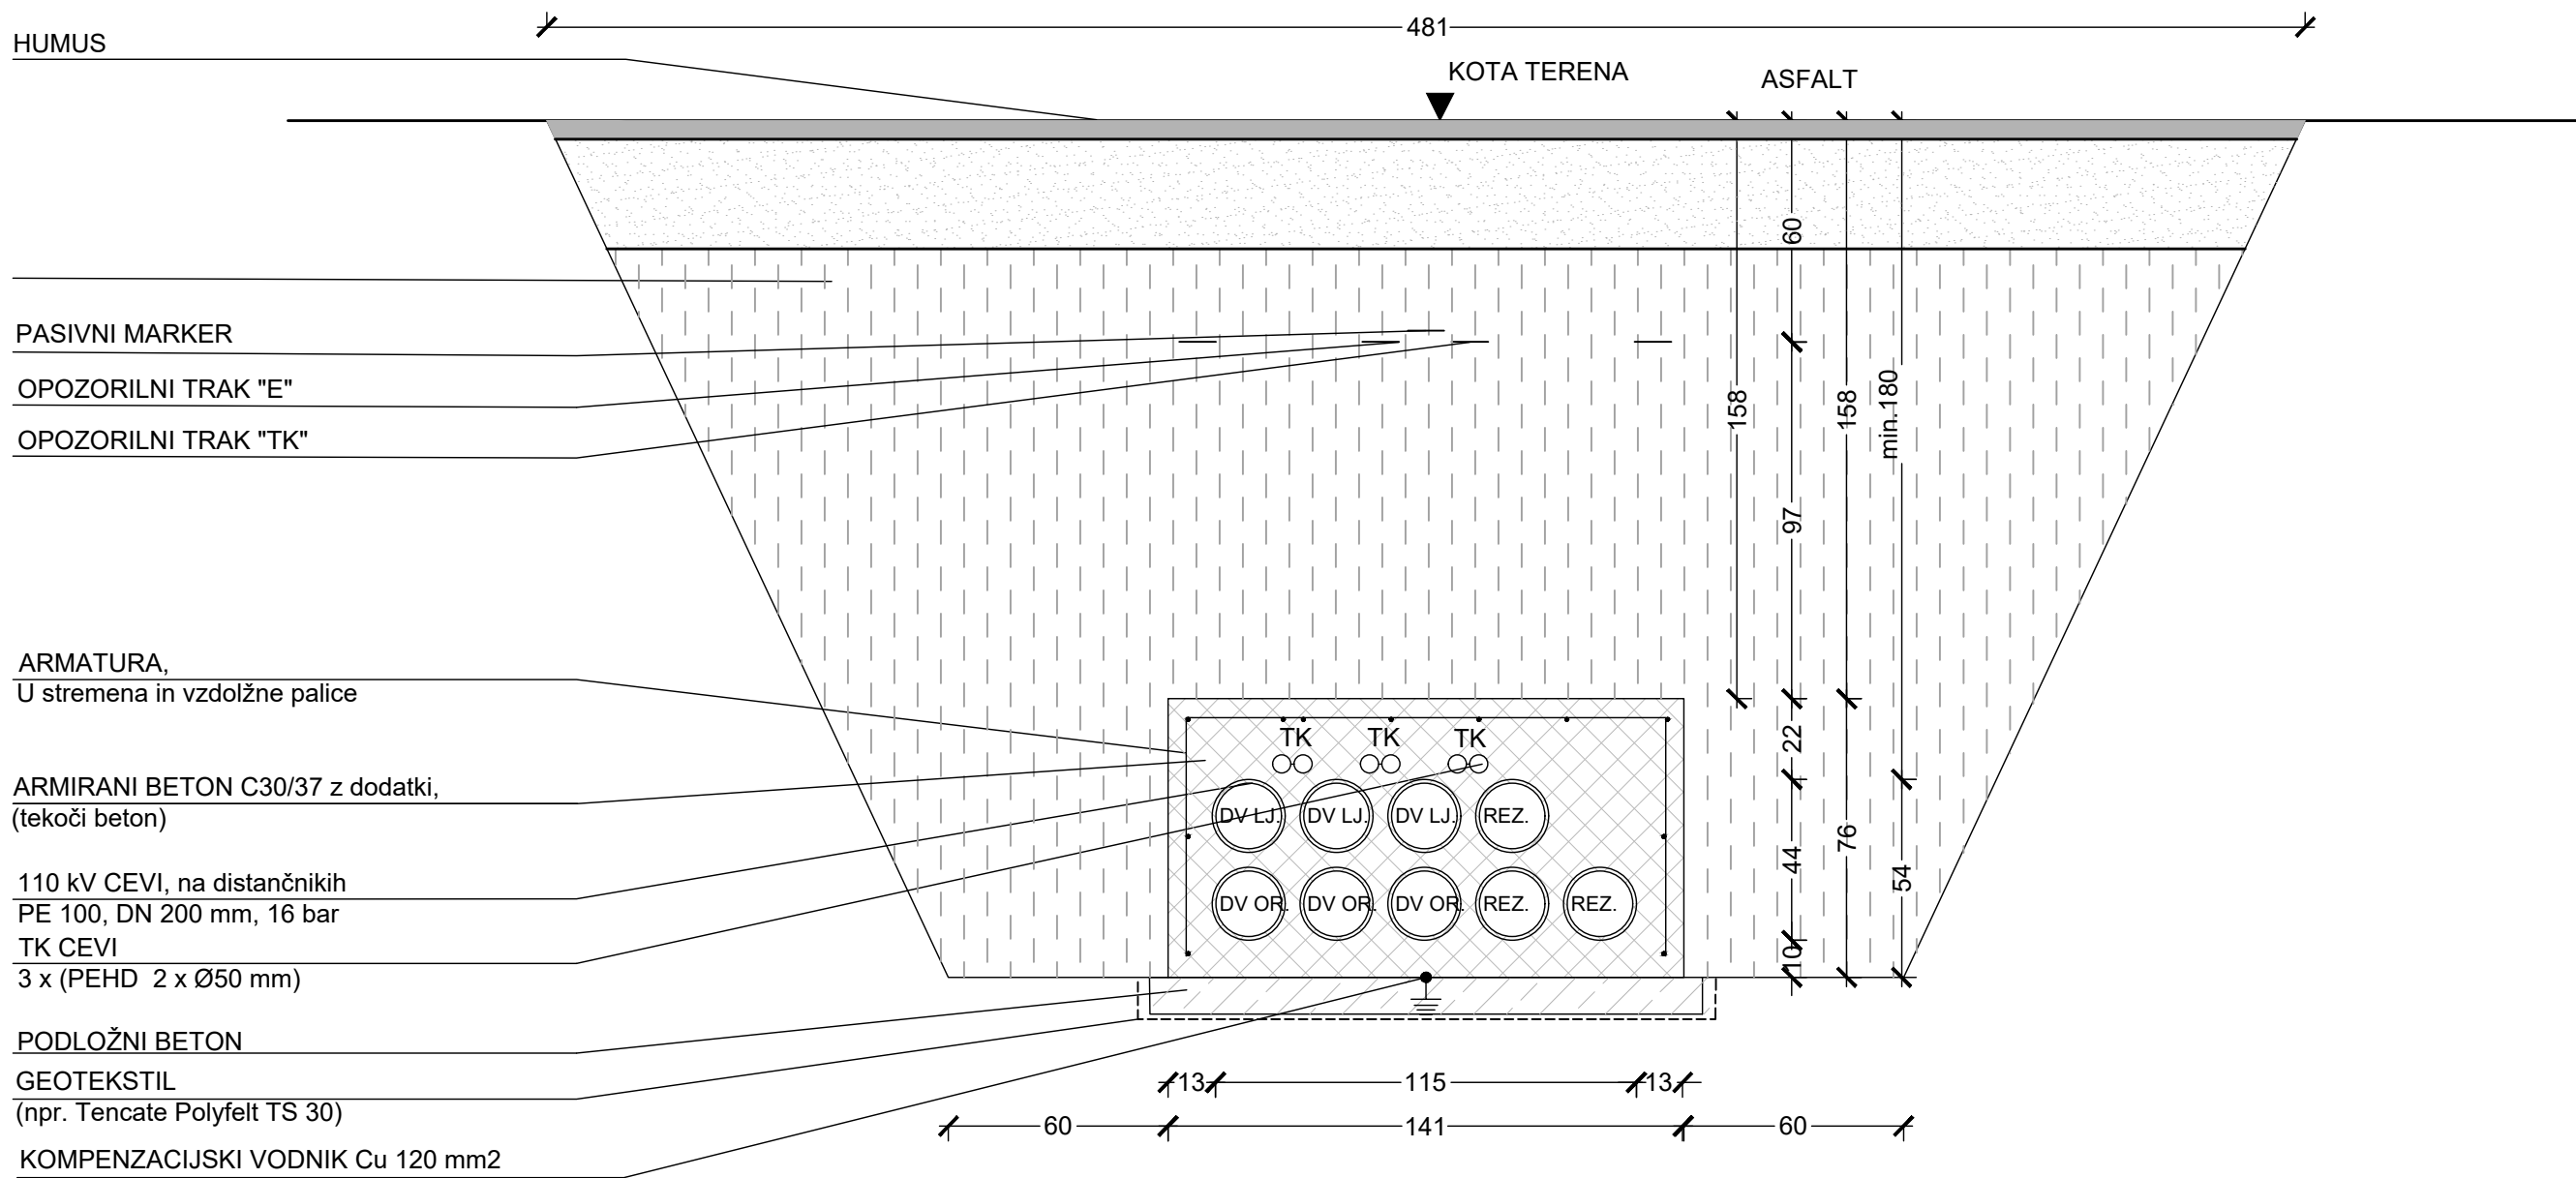 481
HUMUS
KOTA TERENA
ASFALT
60
PASIVNI MARKER
OPOZORILNI TRAK "E"
158
158
min.180
OPOZORILNI TRAK "TK"
97
ARMATURA,
U stremena in vzdolžne palice
TK TK TK
22
ARMIRANI BETON C30/37 z dodatki,
(tekoči beton)
DV LJ. DV LJ. DV LJ. REZ.
44
76
54
110 kV CEVI, na distančnikih
PE 100, DN 200 mm, 16 bar
DV OR. DV OR. DV OR. REZ. REZ.
TK CEVI
3 x (PEHD  2 x Ø50 mm)
10
PODLOŽNI BETON
GEOTEKSTIL
(npr. Tencate Polyfelt TS 30)
13 115 13
60 141 60
KOMPENZACIJSKI VODNIK Cu 120 mm2